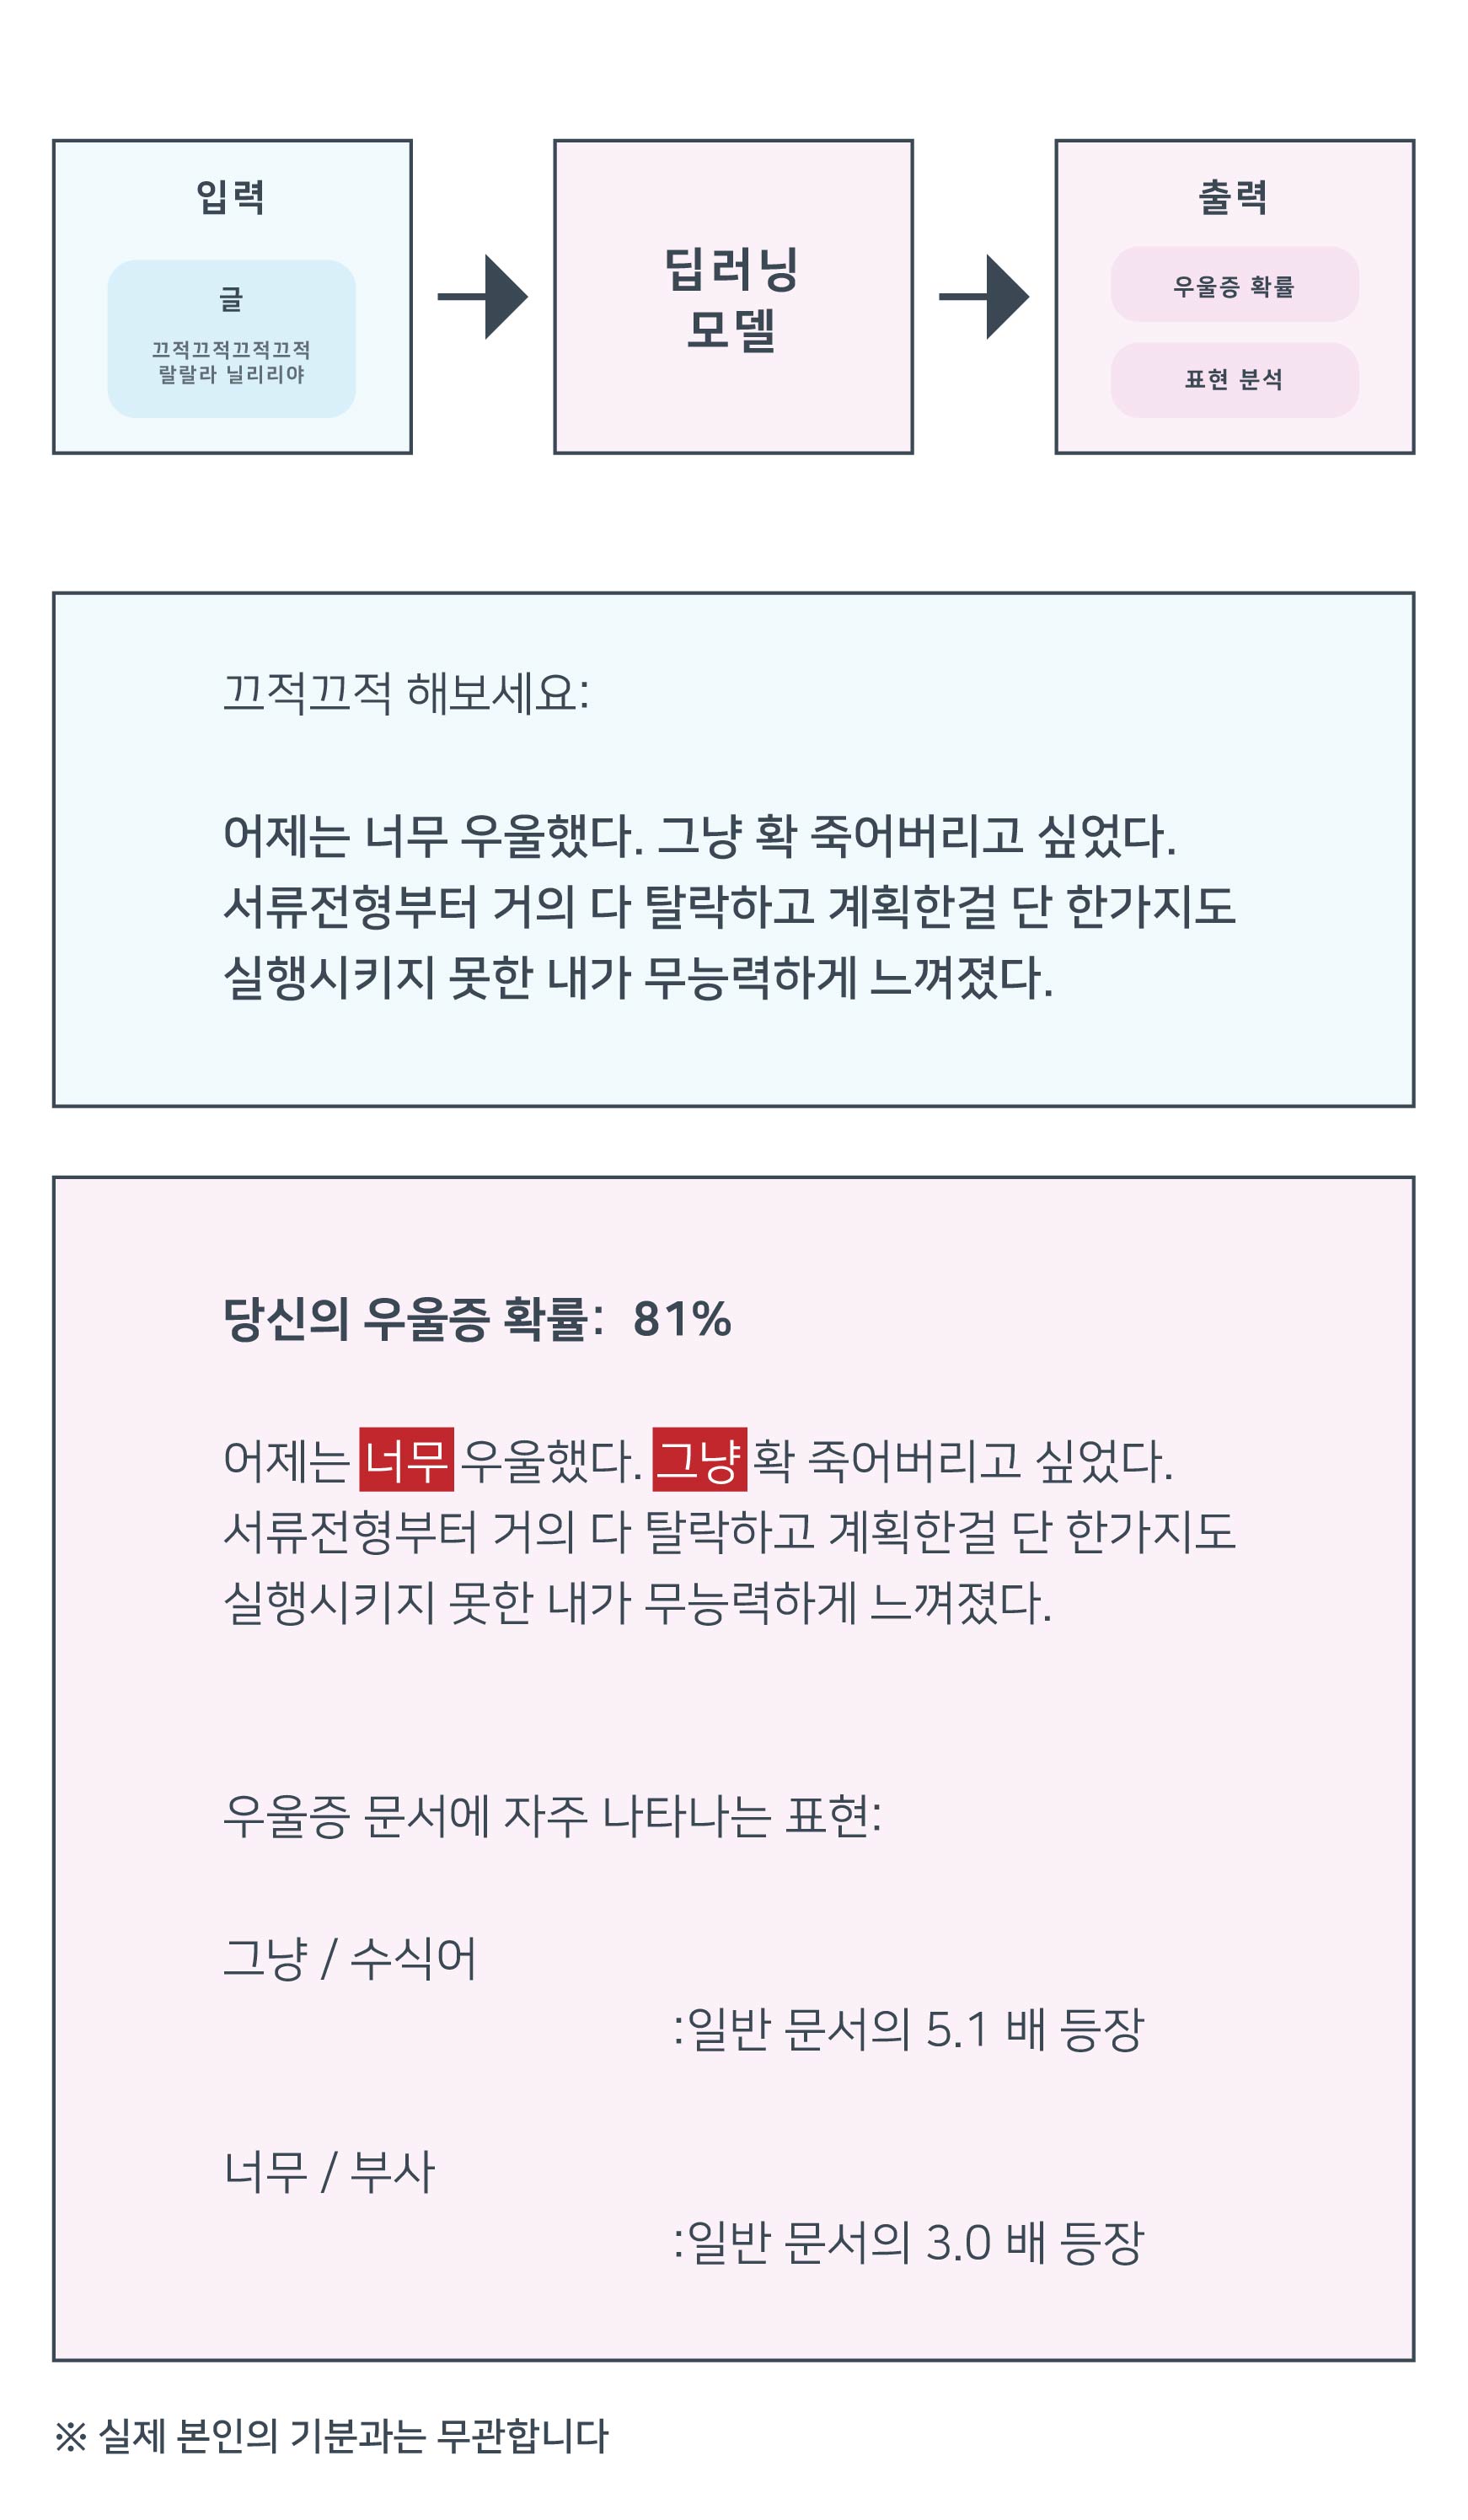 입력
글
끄적끄적끄적끄적
랄랄라 닐리리야
딥러닝
모델
출력
우울증 확률
표현 분석
끄적끄적 해보세요:
어제는 너무 우울했다. 그냥 확 죽어버리고 싶었다.
서류전형부터 거의 다 탈락하고 계획한걸 단 한가지도
실행시키지 못한 내가 무능력하게 느껴졌다.
당신의 우울증 확률: 81%
어제는 너무 우울했다. 그냥 확 죽어버리고 싶었다.
서류전형부터 거의 다 탈락하고 계획한걸 단 한가지도
실행시키지 못한 내가 무능력하게 느껴졌다.
우울증 문서에 자주 나타나는 표현:
그냥 / 수식어
:일반 문서의 5.1 배 등장
너무 / 부사
:일반 문서의 3.0 배 등장
※ 실제 본인의 기분과는 무관합니다